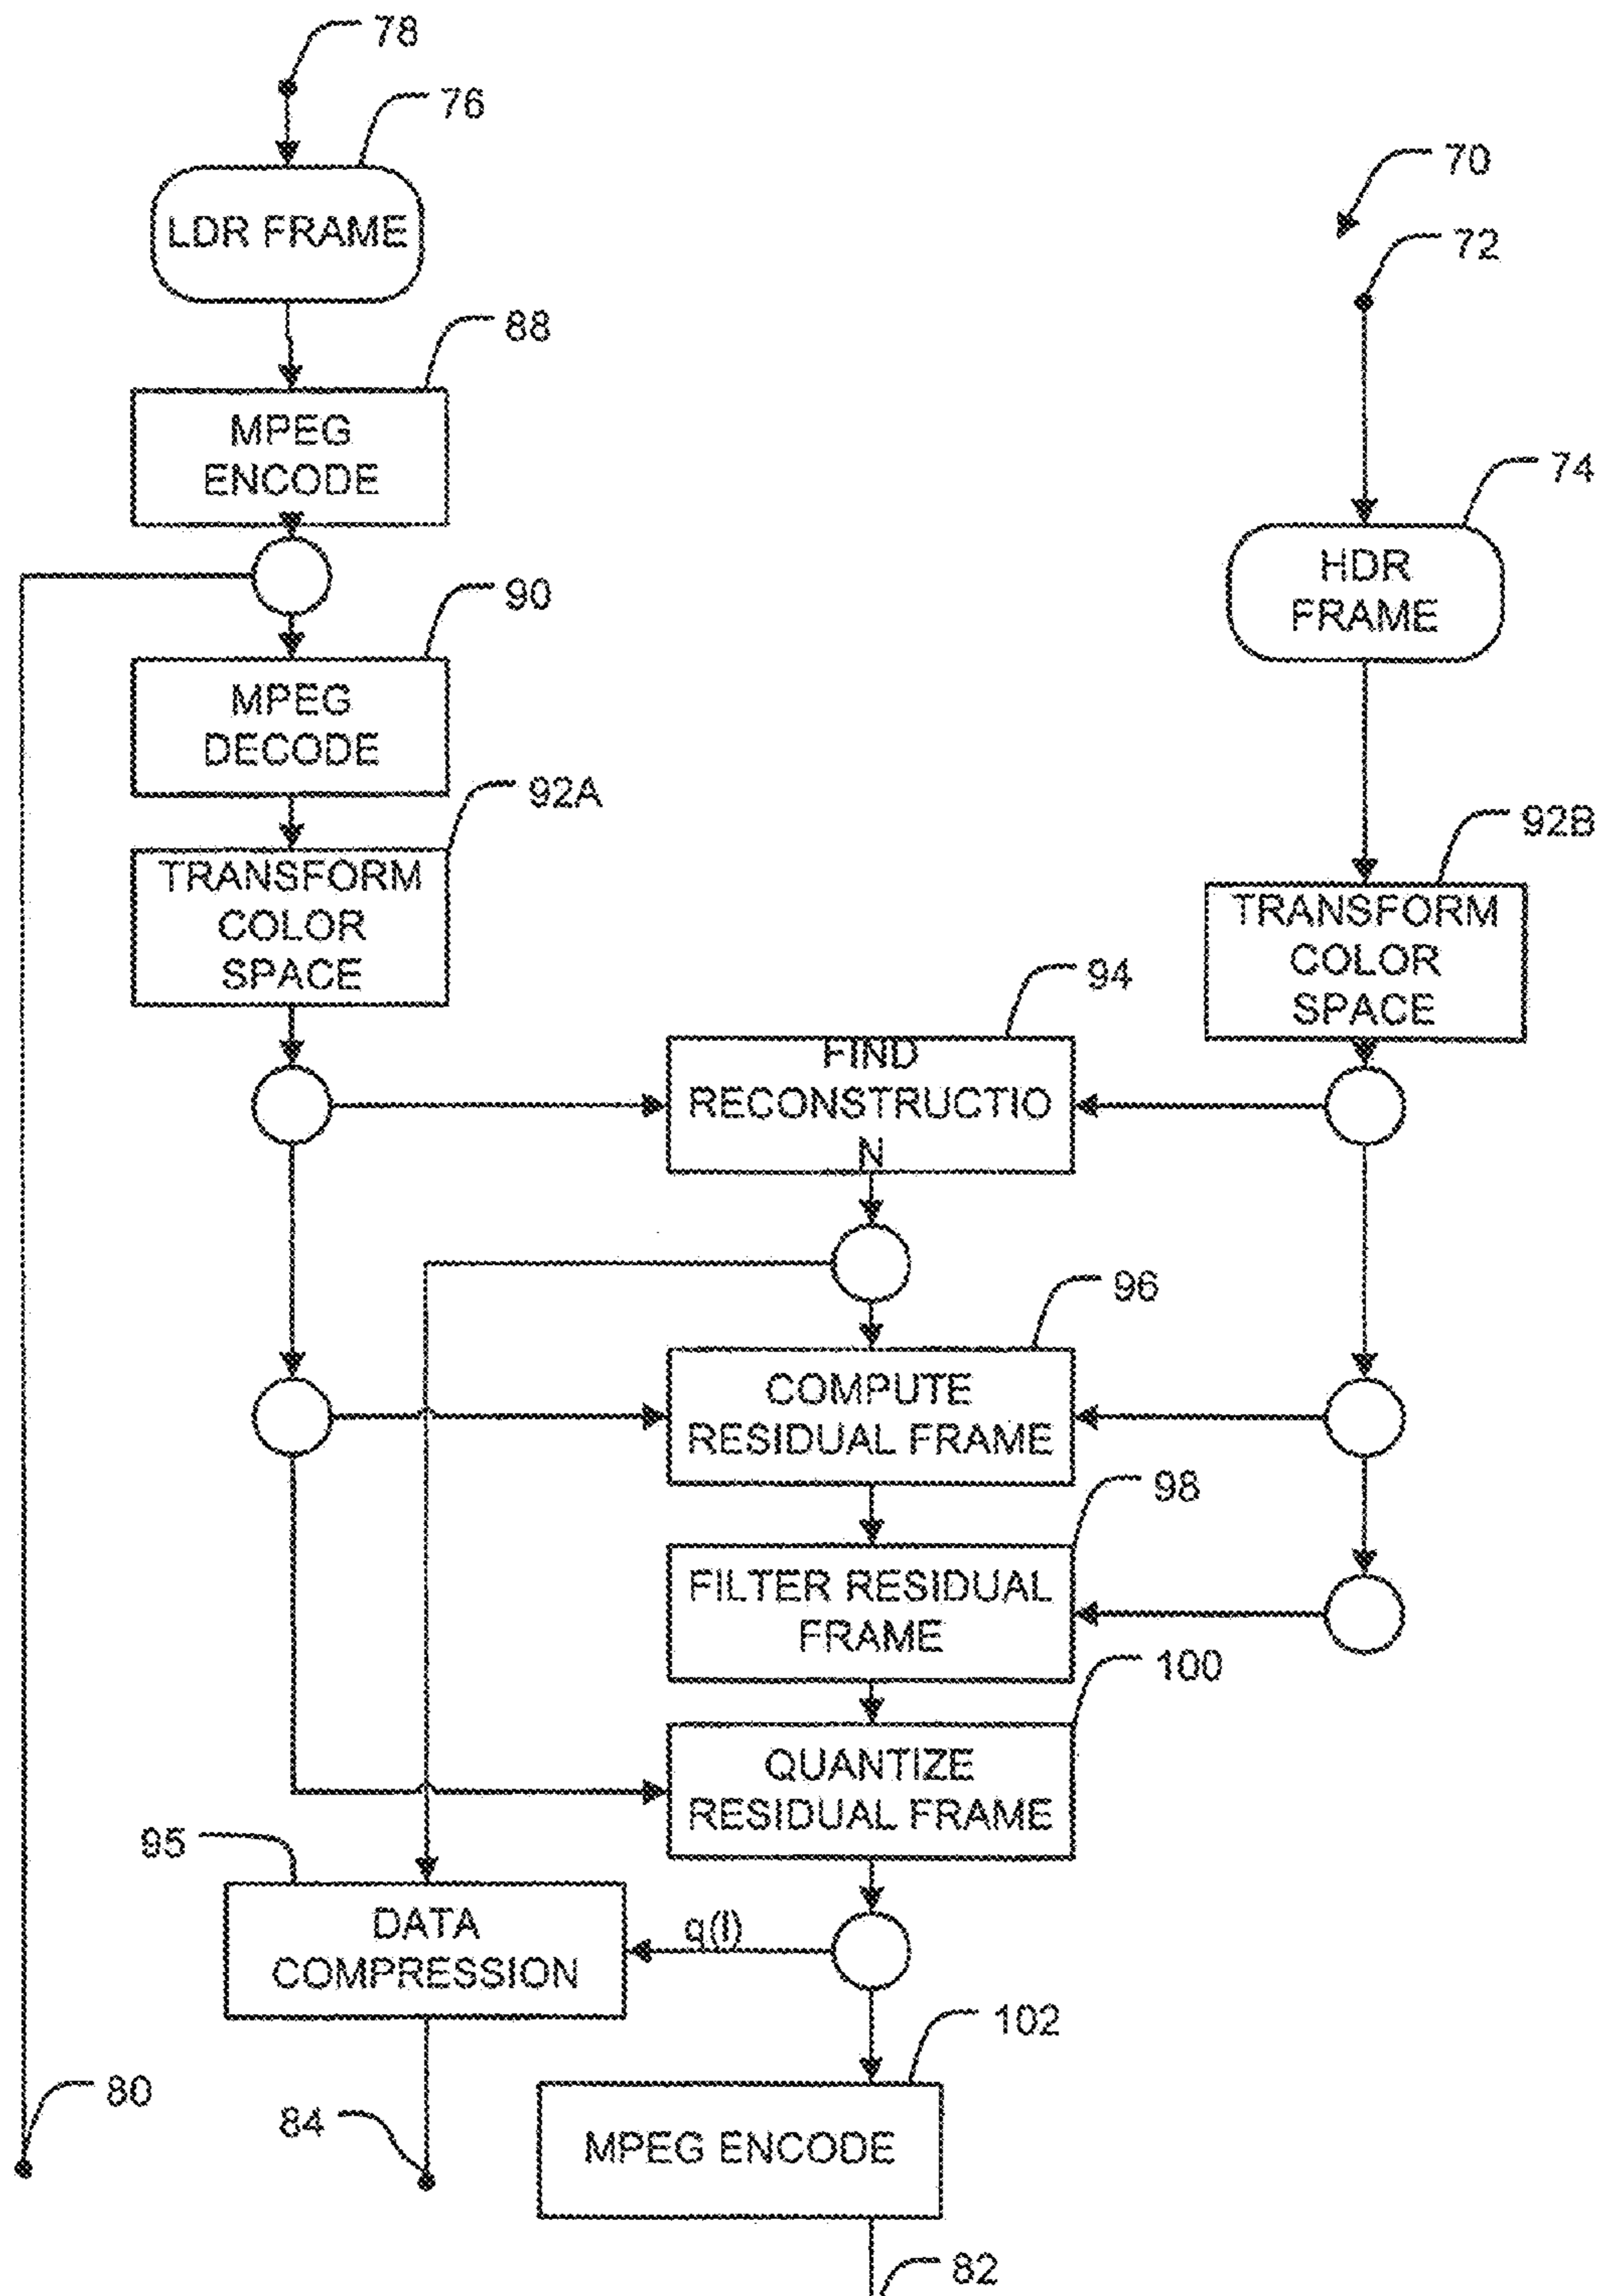 78
76
70
LDR FRAME
72
88
MPEG
ENCODE
74
HDR
FRAME
90
MPEG
DECODE
92A
92B
TRANSFORM
COLOR
SPACE
TRANSFORM
COLOR
SPACE
94
FIND
RECONSTRUCTIO
N
96
COMPUTE
RESIDUAL FRAME
98
FILTER RESIDUAL
FRAME
100
QUANTIZE
RESIDUAL FRAME
95
DATA
COMPRESSION
q(l)
102
80
84
MPEG ENCODE
82